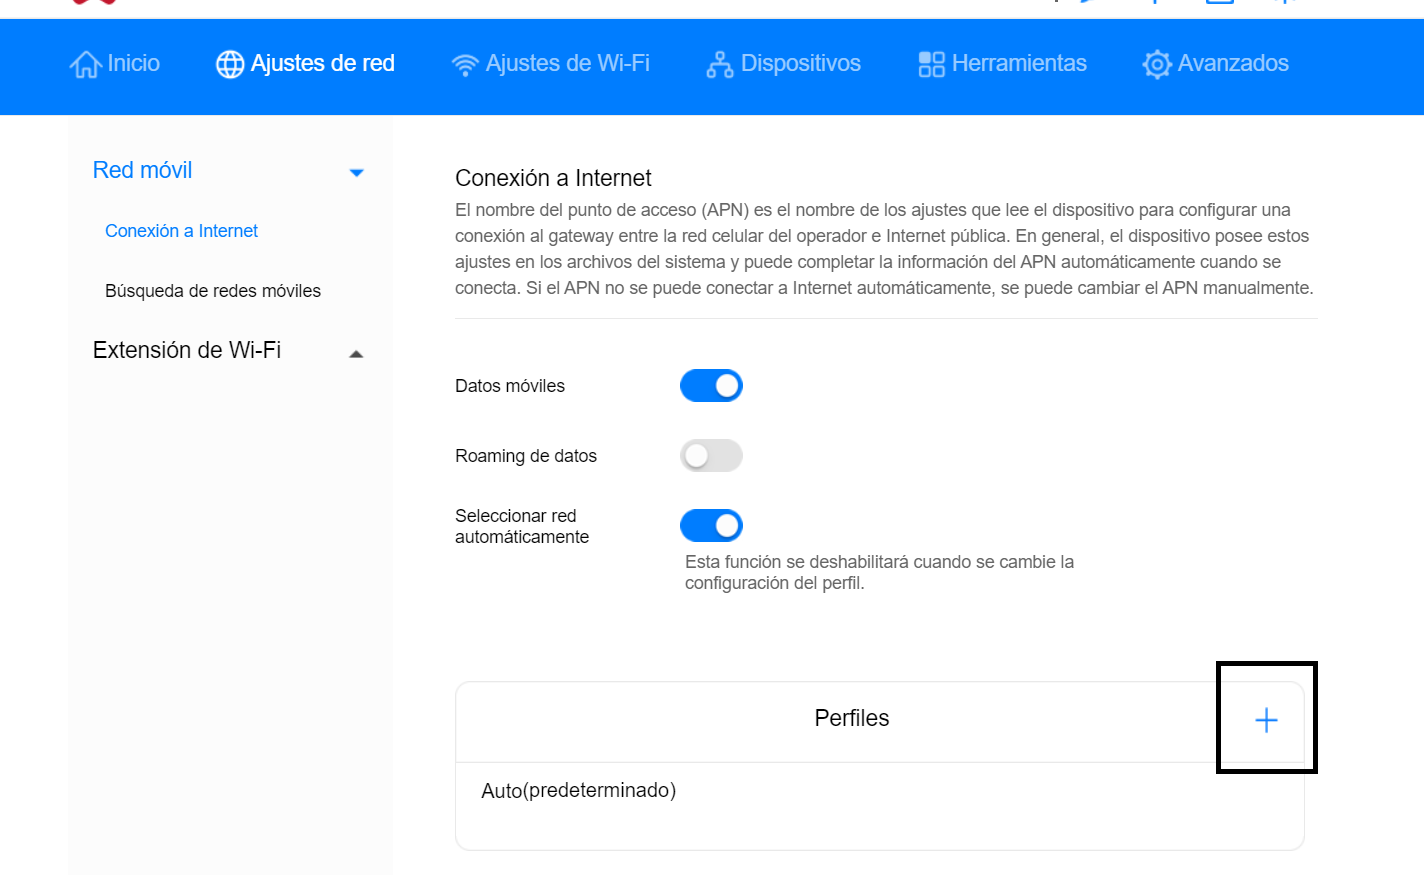 Inicio
Ajustes de red
Ajustes de Wi-Fi
Dispositivos
Herramientas
Avanzados
Red móvil
Conexión a Internet
Búsqueda de redes móviles
Extensión de Wi-Fi
Conexión a Internet
El nombre del punto de acceso (APN) es el nombre de los ajustes que lee el dispositivo para configurar una
conexión al gateway entre la red celular del operador e Internet pública. En general, el dispositivo posee estos
ajustes en los archivos del sistema y puede completar la información del APN automáticamente cuando se
conecta. Si el APN no se puede conectar a Internet automáticamente, se puede cambiar el APN manualmente.
Datos móviles
Roaming de datos
Seleccionar red
automáticamente
Esta función se deshabilitará cuando se cambie la
configuración del perfil.
Perfiles
Auto(predeterminado)